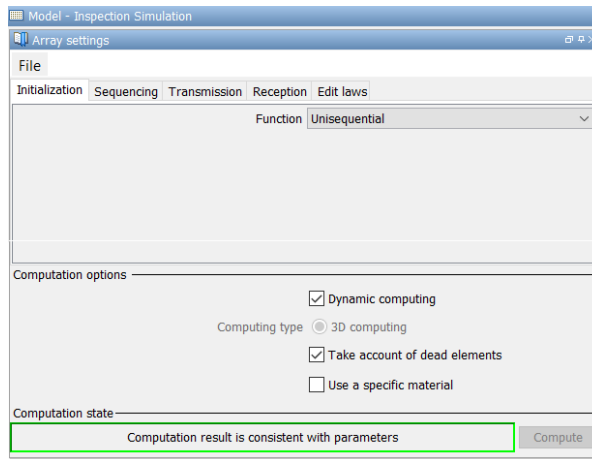 Model - Inspection Simulation
Array settings
File
Initialization Sequencing Transmission Reception Edit laws
Function Unisequential
Computation options
Dynamic computing
Computing type 3D computing
Take account of dead elements
Use a specific material
Computation state
Computation result is consistent with parameters Compute